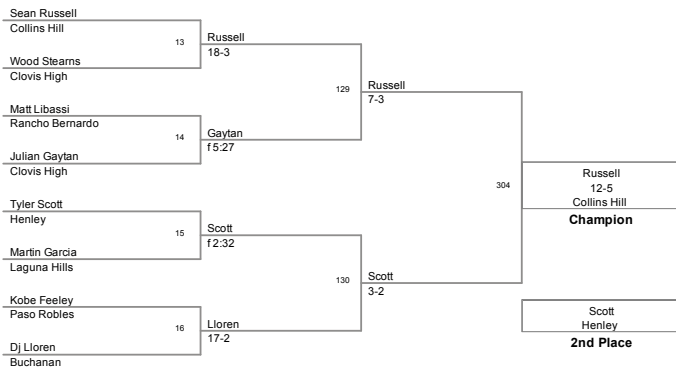 Sean Russell
Collins Hill
13
Russell
18-3
Wood Stearns
Clovis High
129
Russell
7-3
Matt Libassi
Rancho Bernardo
14
Gaytan
f 5:27
Julian Gaytan
Clovis High
304
Russell
12-5
Collins Hill
Champion
Tyler Scott
Henley
15
Scott
f 2:32
Martin Garcia
Laguna Hills
130
Scott
3-2
Kobe Feeley
Paso Robles
16
Lloren
17-2
Dj Lloren
Buchanan
Scott
Henley
2nd Place